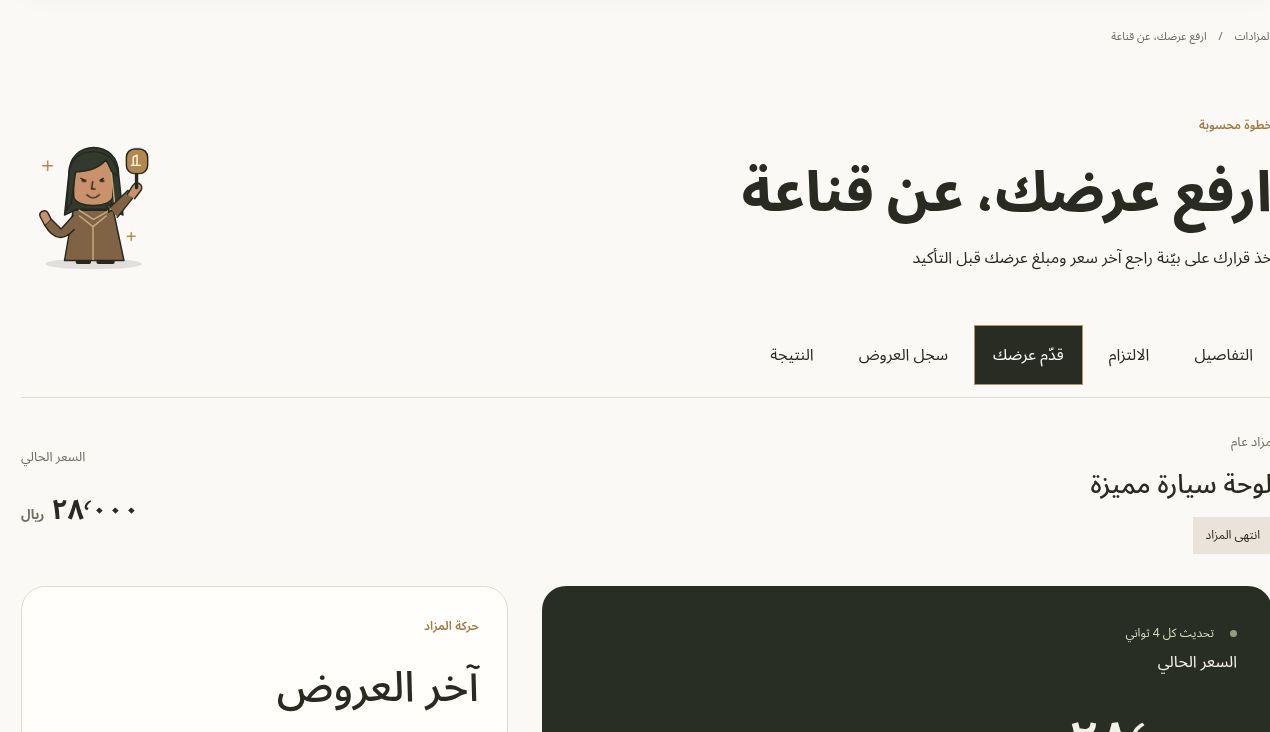 المزادات / ارفع عرضك، عن قناعة
خطوة محسوبة
ارفع عرضك، عن قناعة
خذ قرارك على بيّنة راجع آخر سعر ومبلغ عرضك قبل التأكيد
التفاصيل
الالتزام
قدّم عرضك
سجل العروض
النتيجة
مزاد عام
لوحة سيارة مميزة
انتهى المزاد
السعر الحالي
٢٨٬٠٠٠ ريال
تحديث كل 4 ثواني
السعر الحالي
حركة المزاد
آخر العروض